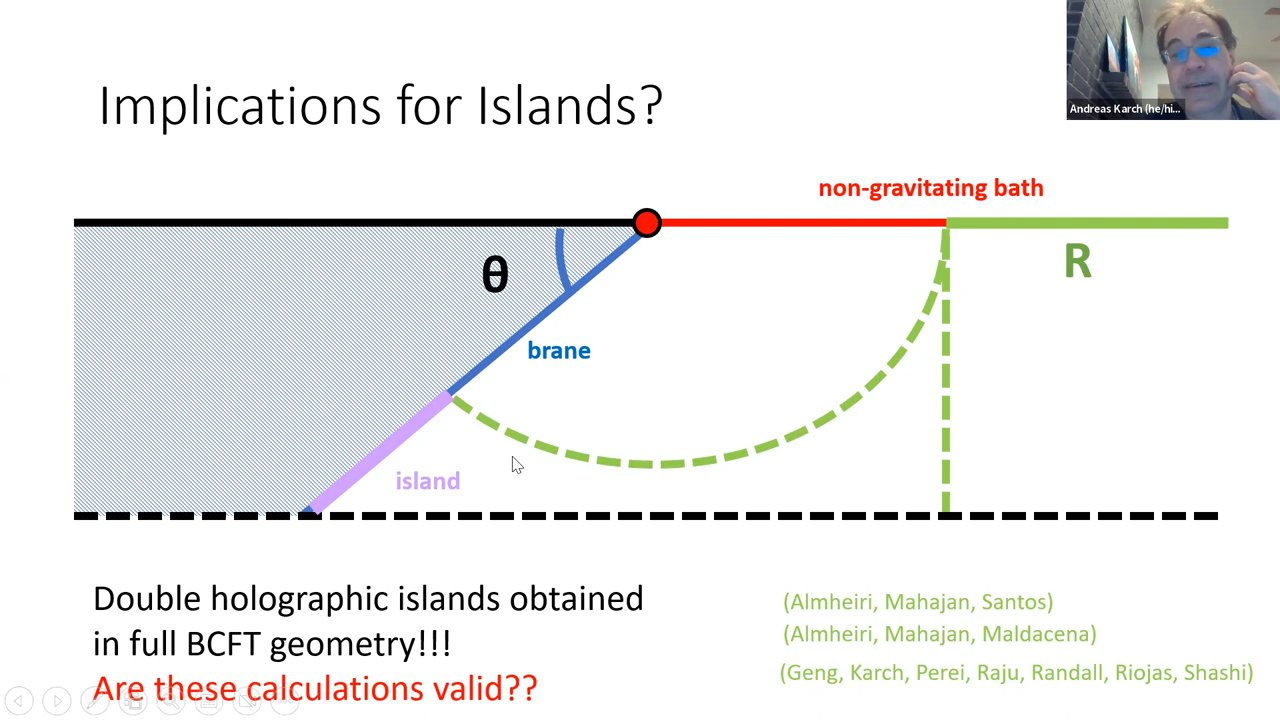 Implications for Islands?
Andreas Karch (he/hi...
non-gravitating bath
θ
R
brane
island
Double holographic islands obtained
in full BCFT geometry!!!
Are these calculations valid??
(Almheiri, Mahajan, Santos)
(Almheiri, Mahajan, Maldacena)
(Geng, Karch, Perei, Raju, Randall, Riojas, Shashi)